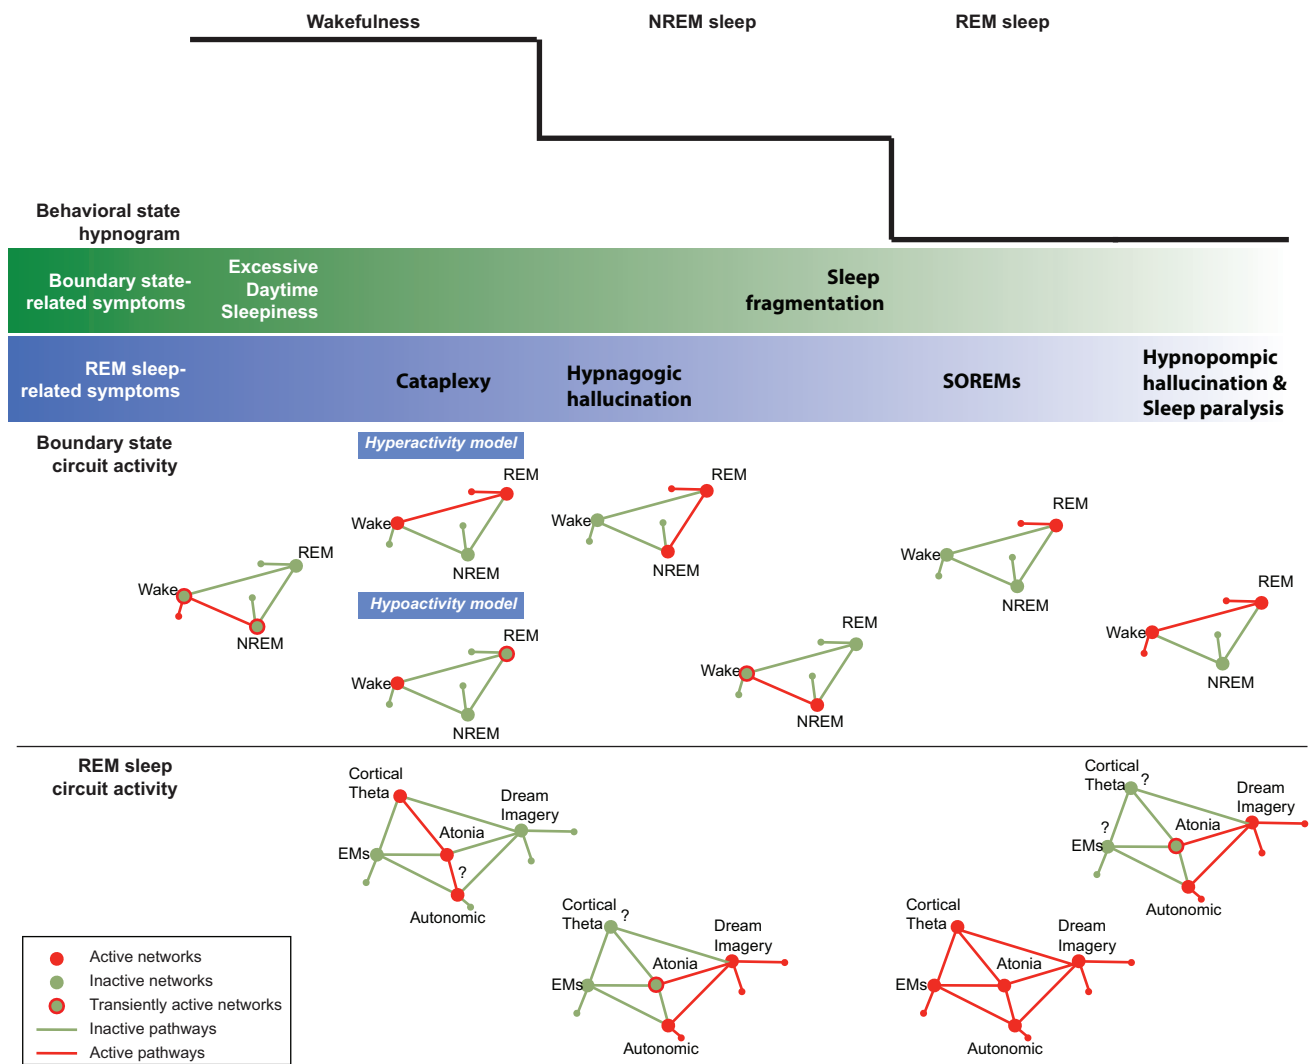 Wakefulness
NREM sleep
REM sleep
Behavioral state
hypnogram
Boundary state-
related symptoms
Excessive
Daytime
Sleepiness
Sleep
fragmentation
REM sleep-
related symptoms
Cataplexy
Hypnagogic
hallucination
SOREMs
Hypnopompic
hallucination &
Sleep paralysis
Boundary state
circuit activity
Wake
REM
NREM
Hyperactivity model
Wake
REM
NREM
Hypoactivity model
Wake
REM
NREM
Wake
REM
NREM
Wake
REM
NREM
Wake
REM
NREM
Wake
REM
NREM
REM sleep
circuit activity
Cortical
Theta
Dream
Imagery
Atonia
EMs
?
Autonomic
Cortical
Theta
?
Dream
Imagery
Atonia
EMs
Autonomic
Cortical
Theta
Dream
Imagery
Atonia
EMs
Autonomic
Cortical
Theta
?
Dream
Imagery
?
Atonia
EMs
Autonomic
Active networks
Inactive networks
Transiently active networks
Inactive pathways
Active pathways